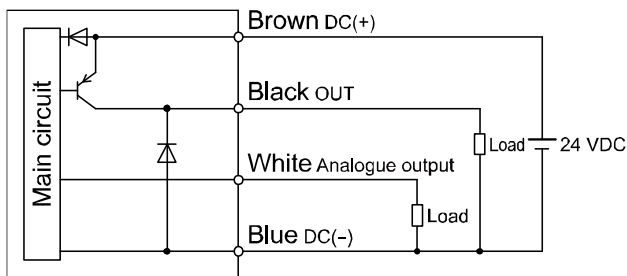 Main circuit
Brown DC(+)
Black OUT
White Analogue output
Blue DC(−)
Load
Load
24 VDC